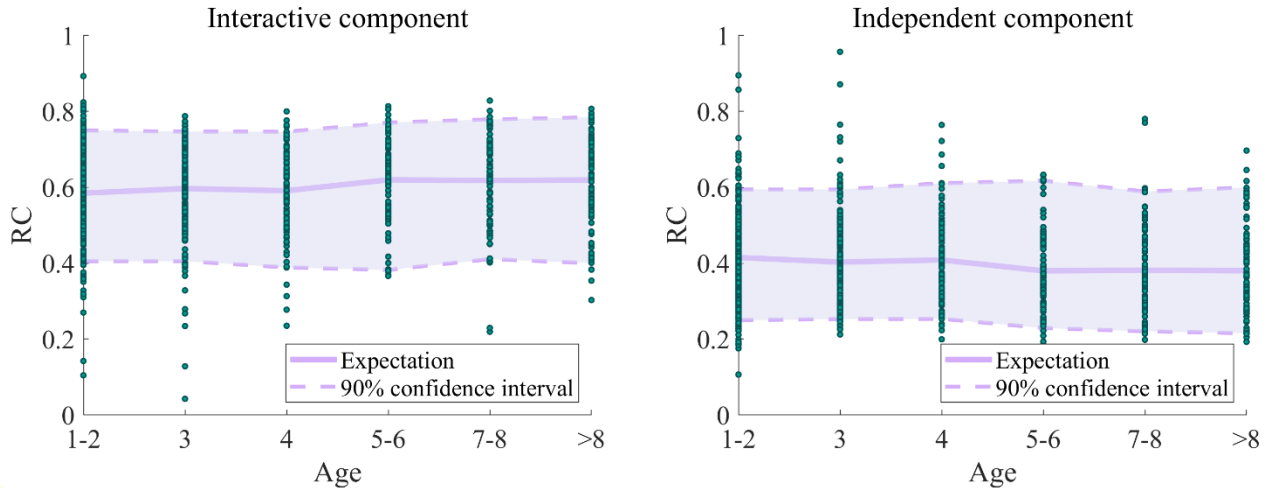 Interactive component
RC
1
0.8
0.6
0.4
0.2
0
1-2 3 4 5-6 7-8 >8
Age
Expectation
90% confidence interval
Independent component
RC
1
0.8
0.6
0.4
0.2
0
1-2 3 4 5-6 7-8 >8
Age
Expectation
90% confidence interval